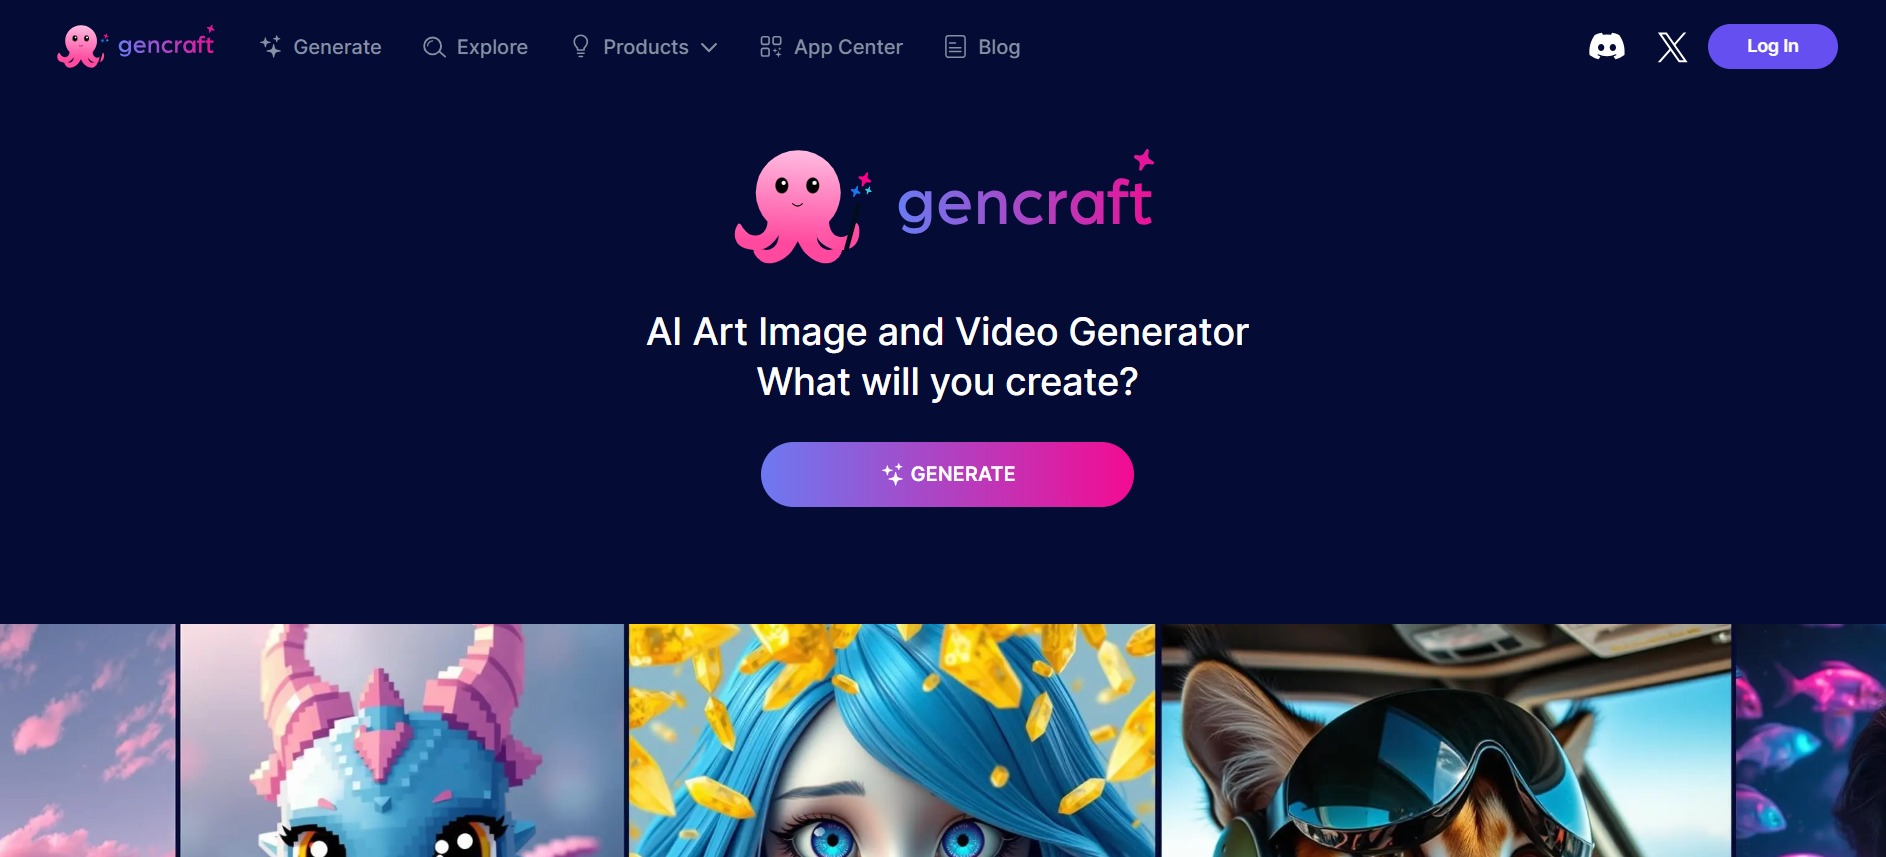 gencraft
Generate
Explore
Products
App Center
Blog
Log In
gencraft
AI Art Image and Video Generator
What will you create?
GENERATE